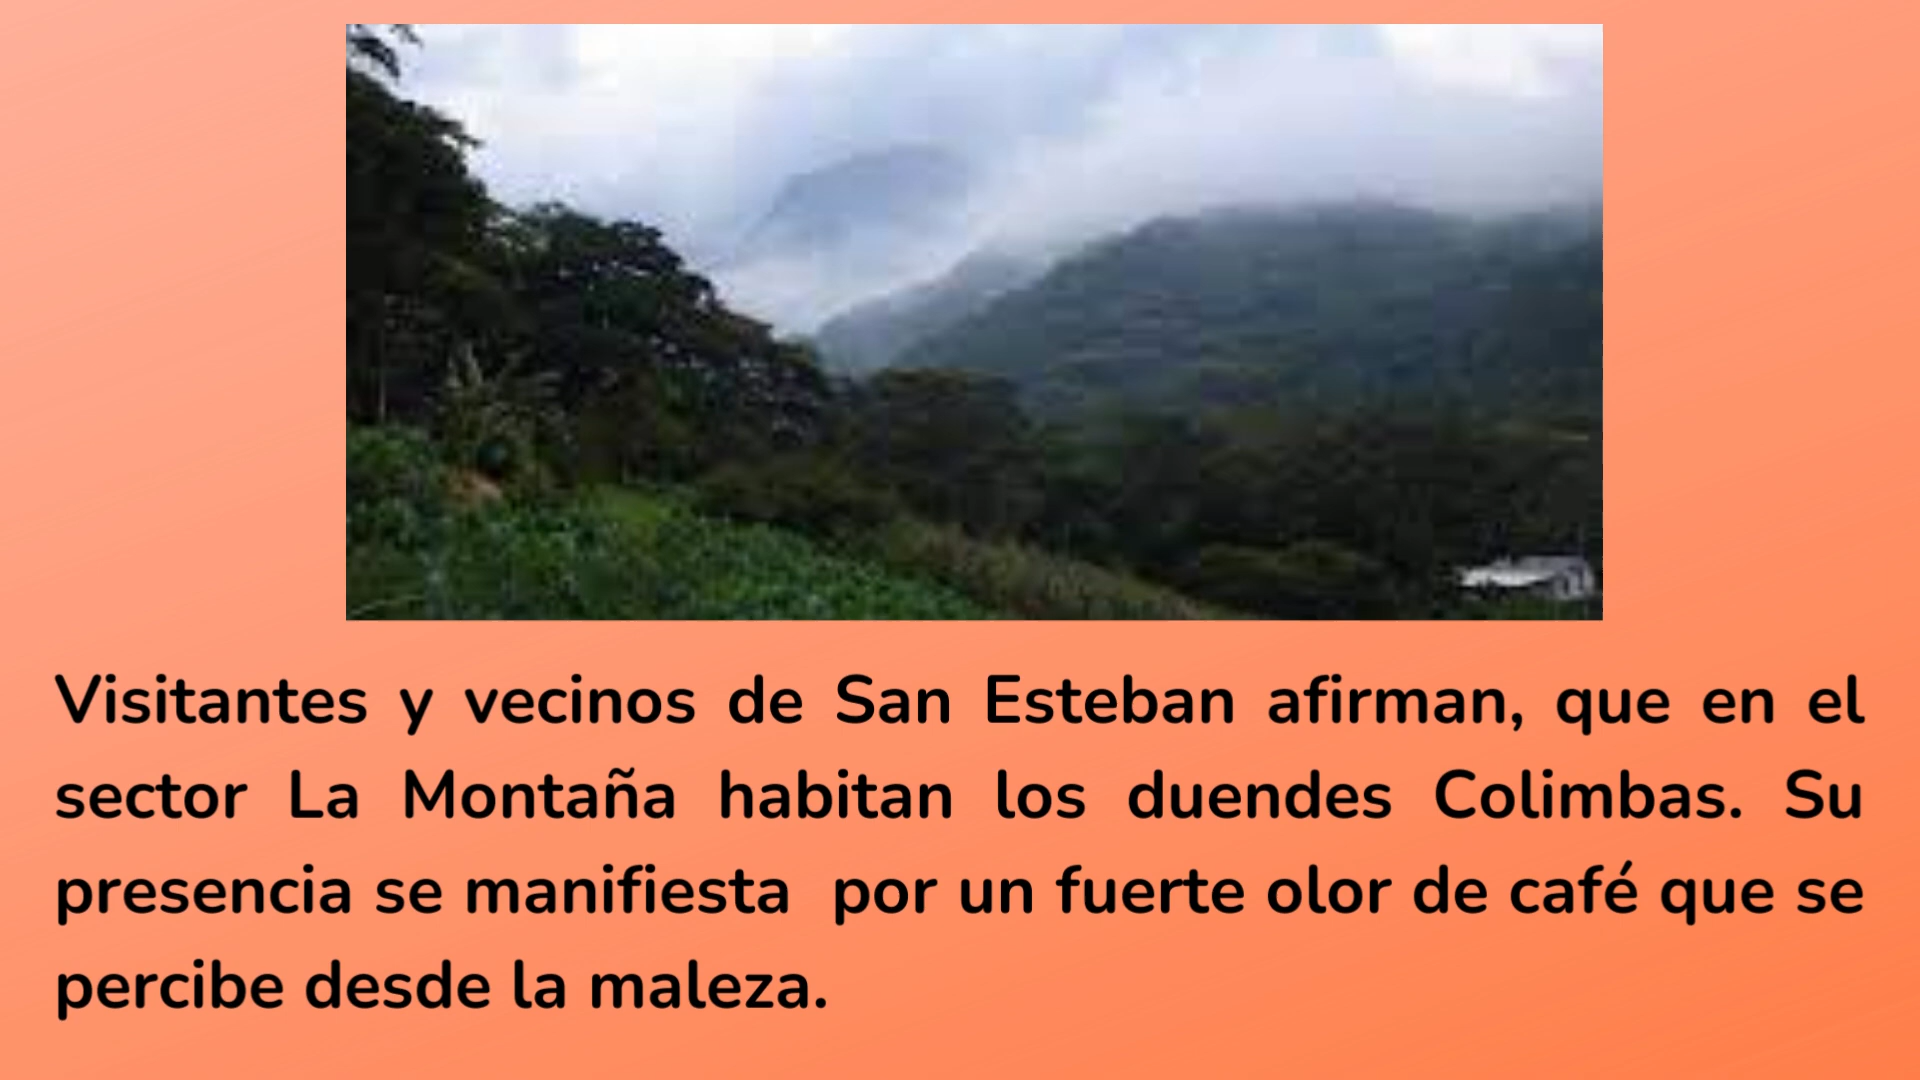 Visitantes y vecinos de San Esteban afirman, que en el
sector La Montaña habitan los duendes Colimbas. Su
presencia se manifiesta  por un fuerte olor de café que se
percibe desde la maleza.